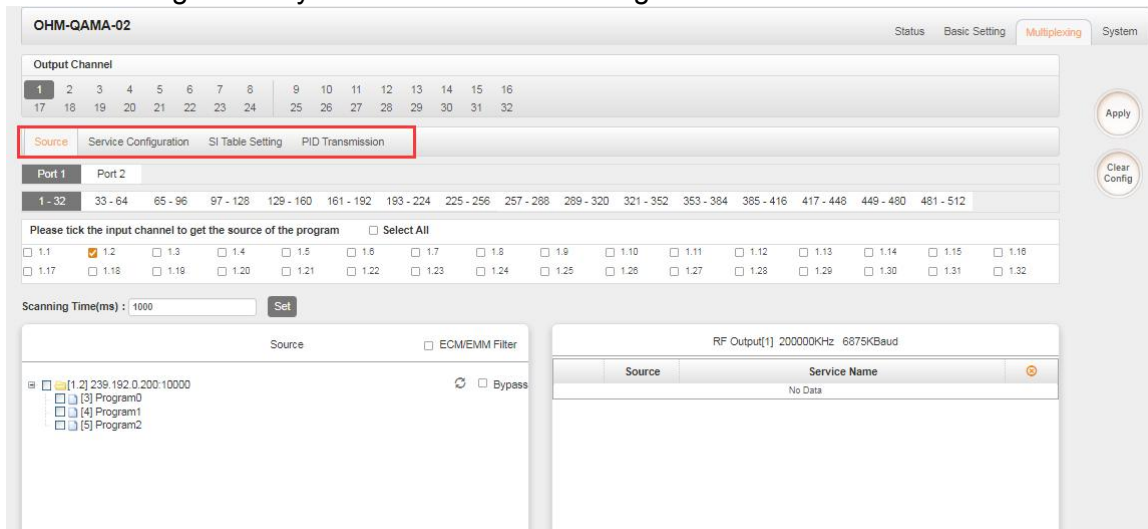 OHM-QAMA-02
Status Basic Setting Multiplexing System
Output Channel
1 2 3 4 5 6 7 8 9 10 11 12 13 14 15 16
17 18 19 20 21 22 23 24 25 26 27 28 29 30 31 32
Apply
Source Service Configuration SI Table Setting PID Transmission
Port 1 Port 2
Clear
Config
1 - 32 33 - 64 65 - 96 97 - 128 129 - 160 161 - 192 193 - 224 225 - 256 257 - 288 289 - 320 321 - 352 353 - 384 385 - 416 417 - 448 449 - 480 481 - 512
Please tick the input channel to get the source of the program Select All
1.1 1.2 1.3 1.4 1.5 1.6 1.7 1.8 1.9 1.10 1.11 1.12 1.13 1.14 1.15 1.16
1.17 1.18 1.19 1.20 1.21 1.22 1.23 1.24 1.25 1.26 1.27 1.28 1.29 1.30 1.31 1.32
Scanning Time(ms) : 1000 Set
Source ECM/EMM Filter
RF Output[1] 200000KHz 6875KBaud
Source Service Name
No Data
[1.2] 239.192.0.200:10000 Bypass
[3] Program0
[4] Program1
[5] Program2